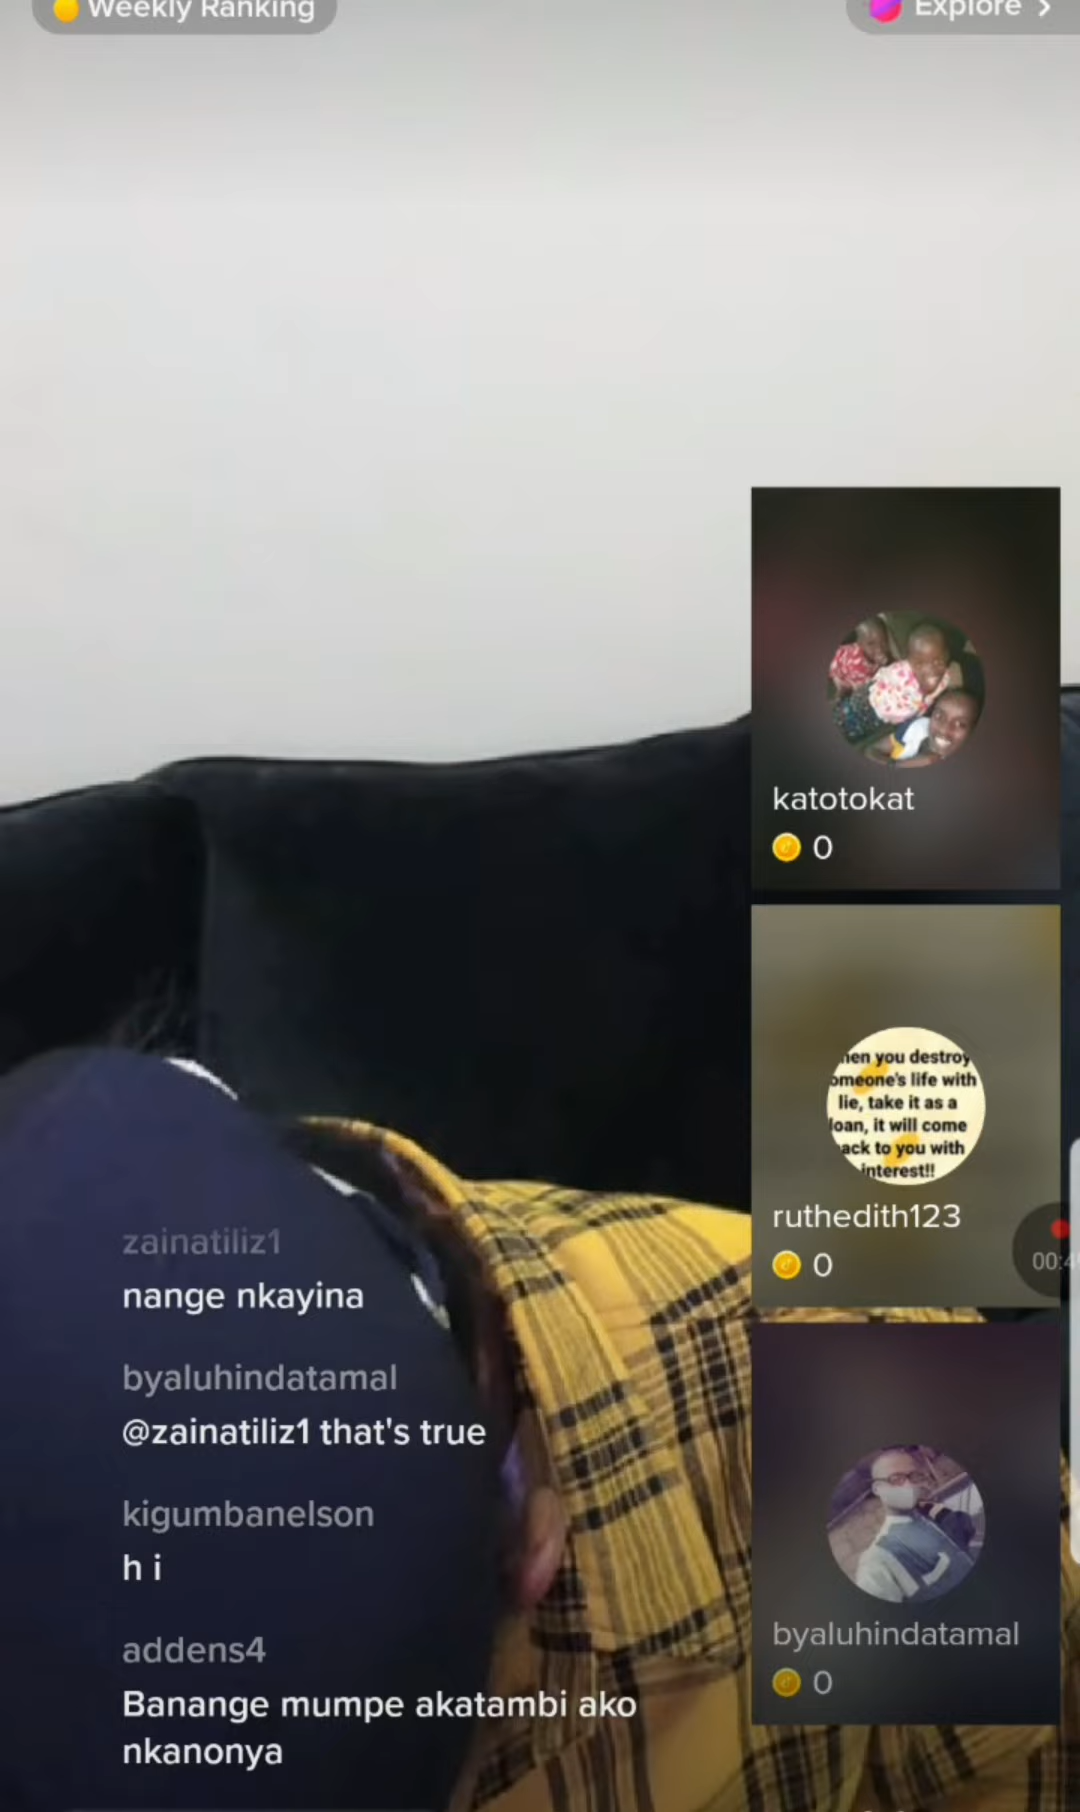 Weekly Ranking
Explore >
katotokat
0
hen you destroy
omeone's life with
lie, take it as a
loan, it will come
ack to you with
interest!!
ruthedith123
0
00:4
zainatiliz1
nange nkayina
byaluhindatamal
@zainatiliz1 that's true
kigumbanelson
h i
addens4
Banange mumpe akatambi ako
nkanonya
byaluhindatamal
0